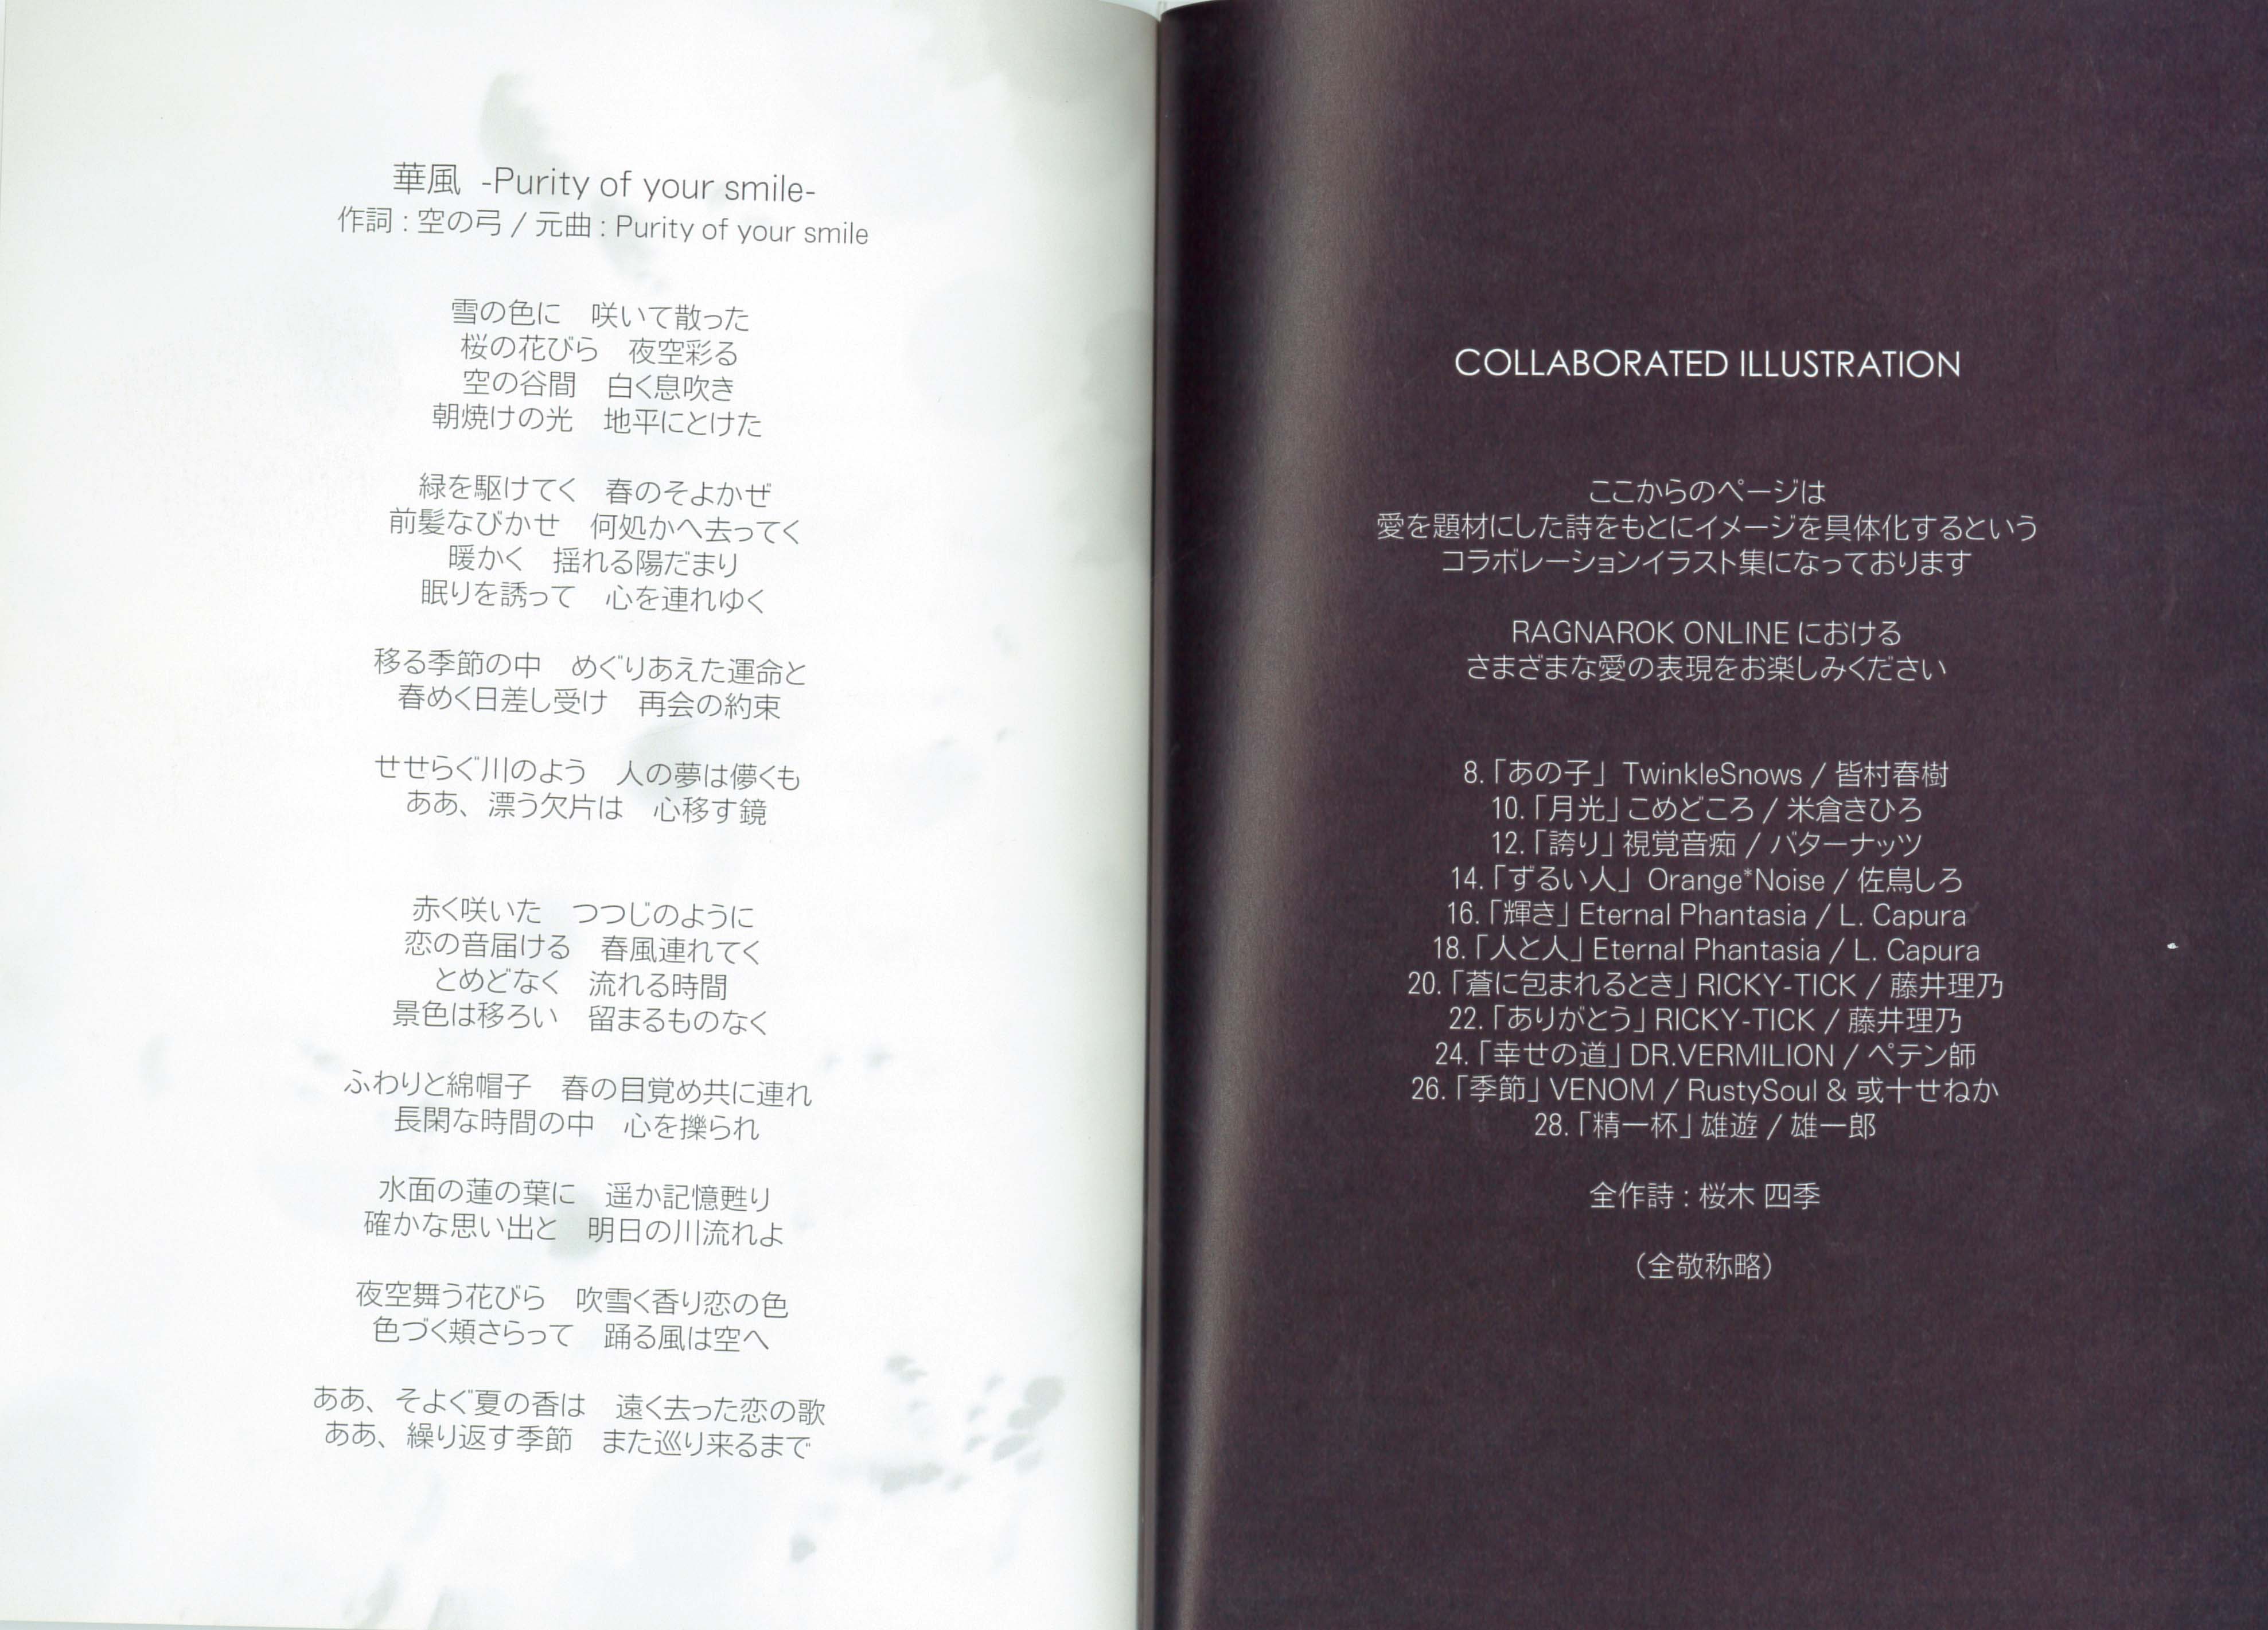 華風 -Purity of your smile-
作詞 : 空の弓 / 元曲 : Purity of your smile
雪の色に　咲いて散った
桜の花びら　夜空彩る
空の谷間　白く息吹き
朝焼けの光　地平にとけた
緑を駆けてく　春のそよかぜ
前髪なびかせ　何処かへ去ってく
暖かく　揺れる陽だまり
眠りを誘って　心を連れゆく
移る季節の中　めぐりあえた運命と
春めく日差し受け　再会の約束
せせらぐ川のよう　人の夢は儚くも
ああ、漂う欠片は　心移す鏡
赤く咲いた　つつじのように
恋の音届ける　春風連れてく
とめどなく　流れる時間
景色は移ろい　留まるものなく
ふわりと綿帽子　春の目覚め共に連れ
長閑な時間の中　心を擽られ
水面の蓮の葉に　遥か記憶甦り
確かな思い出と　明日の川流れよ
夜空舞う花びら　吹雪く香り恋の色
色づく頬さらって　踊る風は空へ
ああ、そよぐ夏の香は　遠く去った恋の歌
ああ、繰り返す季節　また巡り来るまで
COLLABORATED ILLUSTRATION
ここからのページは
愛を題材にした詩をもとにイメージを具体化するという
コラボレーションイラスト集になっております
RAGNAROK ONLINE における
さまざまな愛の表現をお楽しみください
8.「あの子」 TwinkleSnows / 皆村春樹
10.「月光」こめどころ / 米倉きひろ
12.「誇り」視覚音痴 / バターナッツ
14.「ずるい人」 Orange*Noise / 佐鳥しろ
16.「輝き」Eternal Phantasia / L. Capura
18.「人と人」Eternal Phantasia / L. Capura
20.「蒼に包まれるとき」RICKY-TICK / 藤井理乃
22.「ありがとう」RICKY-TICK / 藤井理乃
24.「幸せの道」DR.VERMILION / ペテン師
26.「季節」VENOM / RustySoul & 或十せねか
28.「精一杯」雄遊 / 雄一郎
全作詩 : 桜木 四季
（全敬称略）